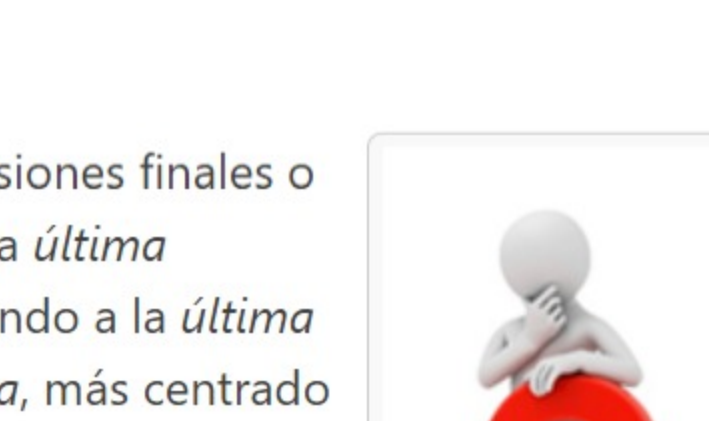 siones finales o
a última
ndo a la última
a, más centrado